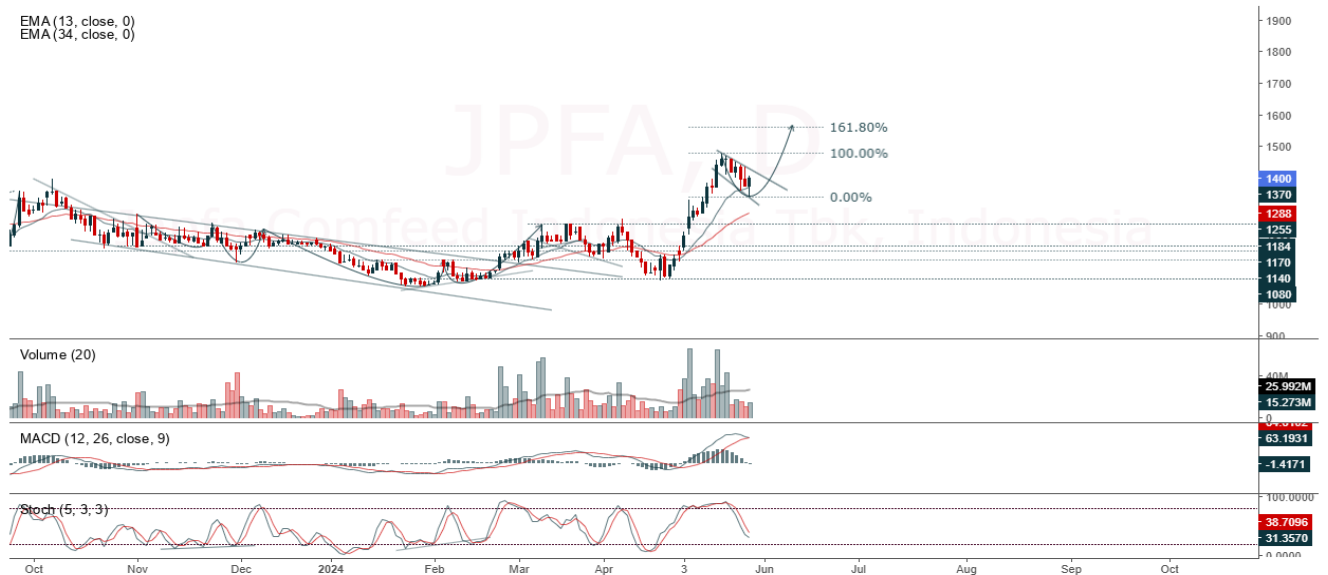 EMA (13, close, 0)
EMA (34, close, 0)
JPFA, D
1900
1800
1700
1600
161.80%
1500
100.00%
1400
1370
0.00%
1288
1255
1184
1170
1140
1080
1000
900
Volume (20)
40M
25.992M
15.273M
0
MACD (12, 26, close, 9)
63.1931
-1.4171
Stoch (5, 3, 3)
100.0000
38.7096
31.3570
0.0000
Oct
Nov
Dec
2024
Feb
Mar
Apr
3
Jun
Jul
Aug
Sep
Oct